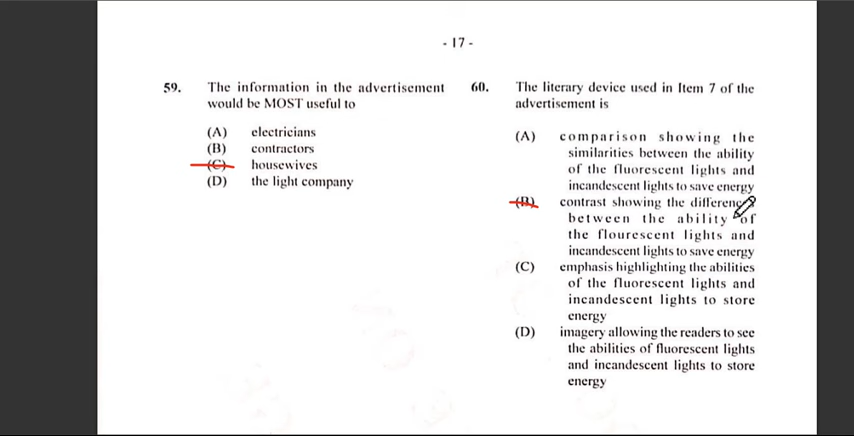 - 17 -
59. The information in the advertisement
would be MOST useful to
(A) electricians
(B) contractors
(C) housewives
(D) the light company
60. The literary device used in Item 7 of the
advertisement is
(A) comparison showing the
similarities between the ability
of the fluorescent lights and
incandescent lights to save energy
(B) contrast showing the difference
between the ability of
the flourescent lights and
incandescent lights to save energy
(C) emphasis highlighting the abilities
of the fluorescent lights and
incandescent lights to store
energy
(D) imagery allowing the readers to see
the abilities of fluorescent lights
and incandescent lights to store
energy